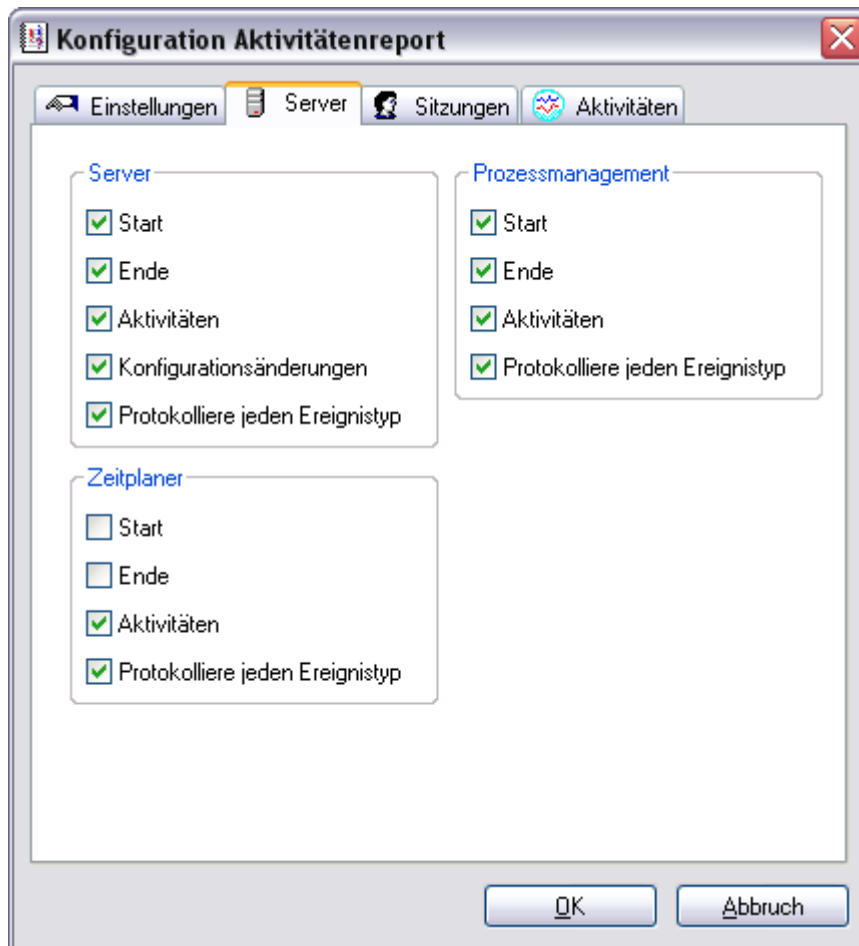 Konfiguration Aktivitätenreport
Einstellungen Server Sitzungen Aktivitäten
Server
Start
Ende
Aktivitäten
Konfigurationsänderungen
Protokolliere jeden Ereignistyp
Prozessmanagement
Start
Ende
Aktivitäten
Protokolliere jeden Ereignistyp
Zeitplaner
Start
Ende
Aktivitäten
Protokolliere jeden Ereignistyp
OK Abbruch